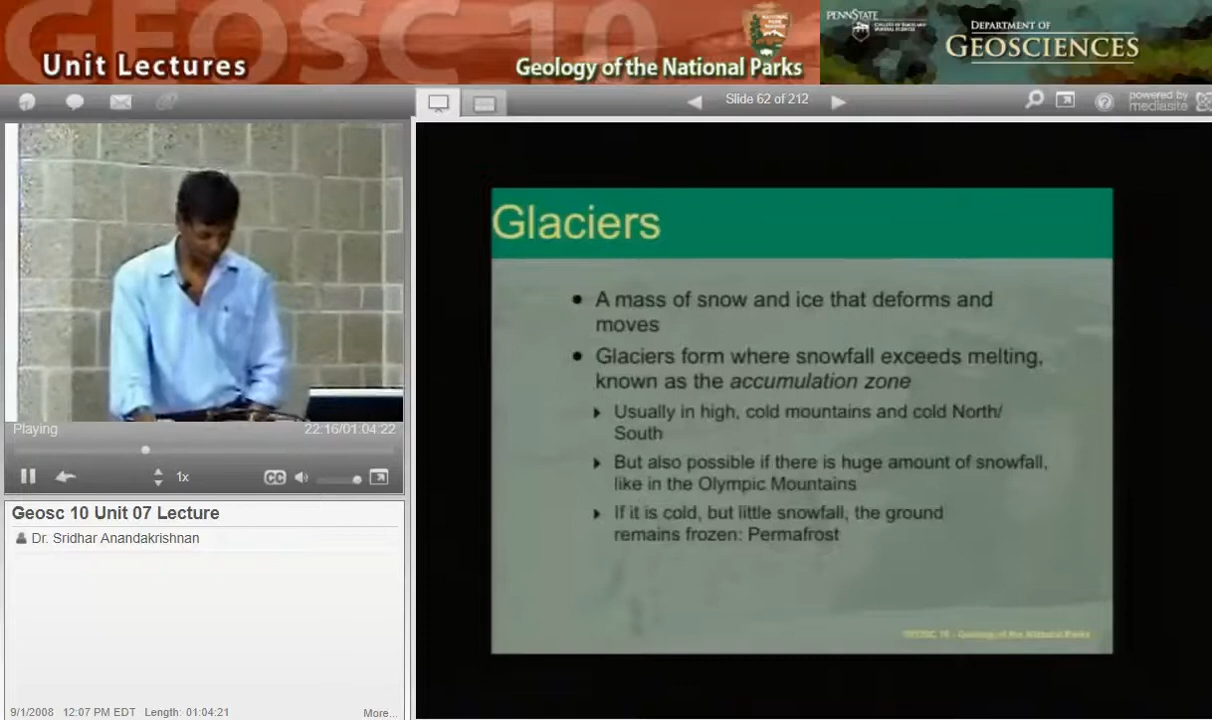 GEOSC 10
Unit Lectures
Geology of the National Parks
PENNSTATE
DEPARTMENT OF
GEOSCIENCES
Slide 62 of 212
powered by
mediasite
Playing
22:16/01:04:22
1x
CC
Geosc 10 Unit 07 Lecture
Dr. Sridhar Anandakrishnan
9/1/2008 12:07 PM EDT Length: 01:04:21
More...
Glaciers
A mass of snow and ice that deforms and
moves
Glaciers form where snowfall exceeds melting,
known as the accumulation zone
Usually in high, cold mountains and cold North/
South
But also possible if there is huge amount of snowfall,
like in the Olympic Mountains
If it is cold, but little snowfall, the ground
remains frozen: Permafrost
GEOSC 10 - Geology of the National Parks